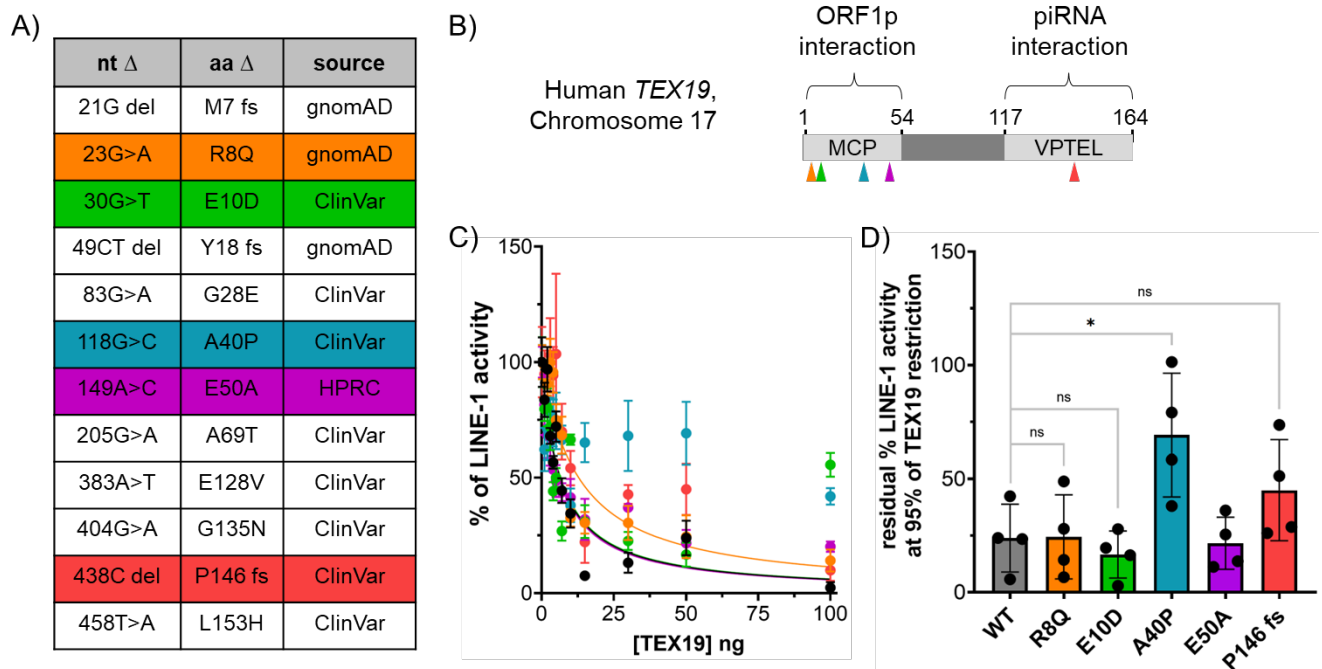 A)
nt Δ aa Δ source
21G del M7 fs gnomAD
23G>A R8Q gnomAD
30G>T E10D ClinVar
49CT del Y18 fs gnomAD
83G>A G28E ClinVar
118G>C A40P ClinVar
149A>C E50A HPRC
205G>A A69T ClinVar
383A>T E128V ClinVar
404G>A G135N ClinVar
438C del P146 fs ClinVar
458T>A L153H ClinVar
B)
Human TEX19,
Chromosome 17
ORF1p
interaction
piRNA
interaction
1 54 117 164
MCP VPTEL
C)
% of LINE-1 activity
150
100
50
0
0 25 50 75 100
[TEX19] ng
D)
residual % LINE-1 activity
at 95% of TEX19 restriction
150
100
50
0
ns
*
ns
ns
WT R8Q E10D A40P E50A P146 fs